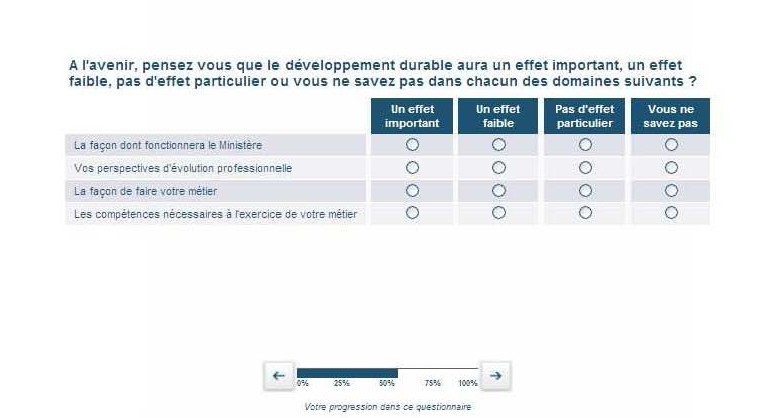 A l'avenir, pensez vous que le développement durable aura un effet important, un effet
faible, pas d'effet particulier ou vous ne savez pas dans chacun des domaines suivants ?
Un effet important
Un effet faible
Pas d'effet particulier
Vous ne savez pas
La façon dont fonctionnera le Ministère
Vos perspectives d'évolution professionnelle
La façon de faire votre métier
Les compétences nécessaires à l'exercice de votre métier
0% 25% 50% 75% 100%
Votre progression dans ce questionnaire